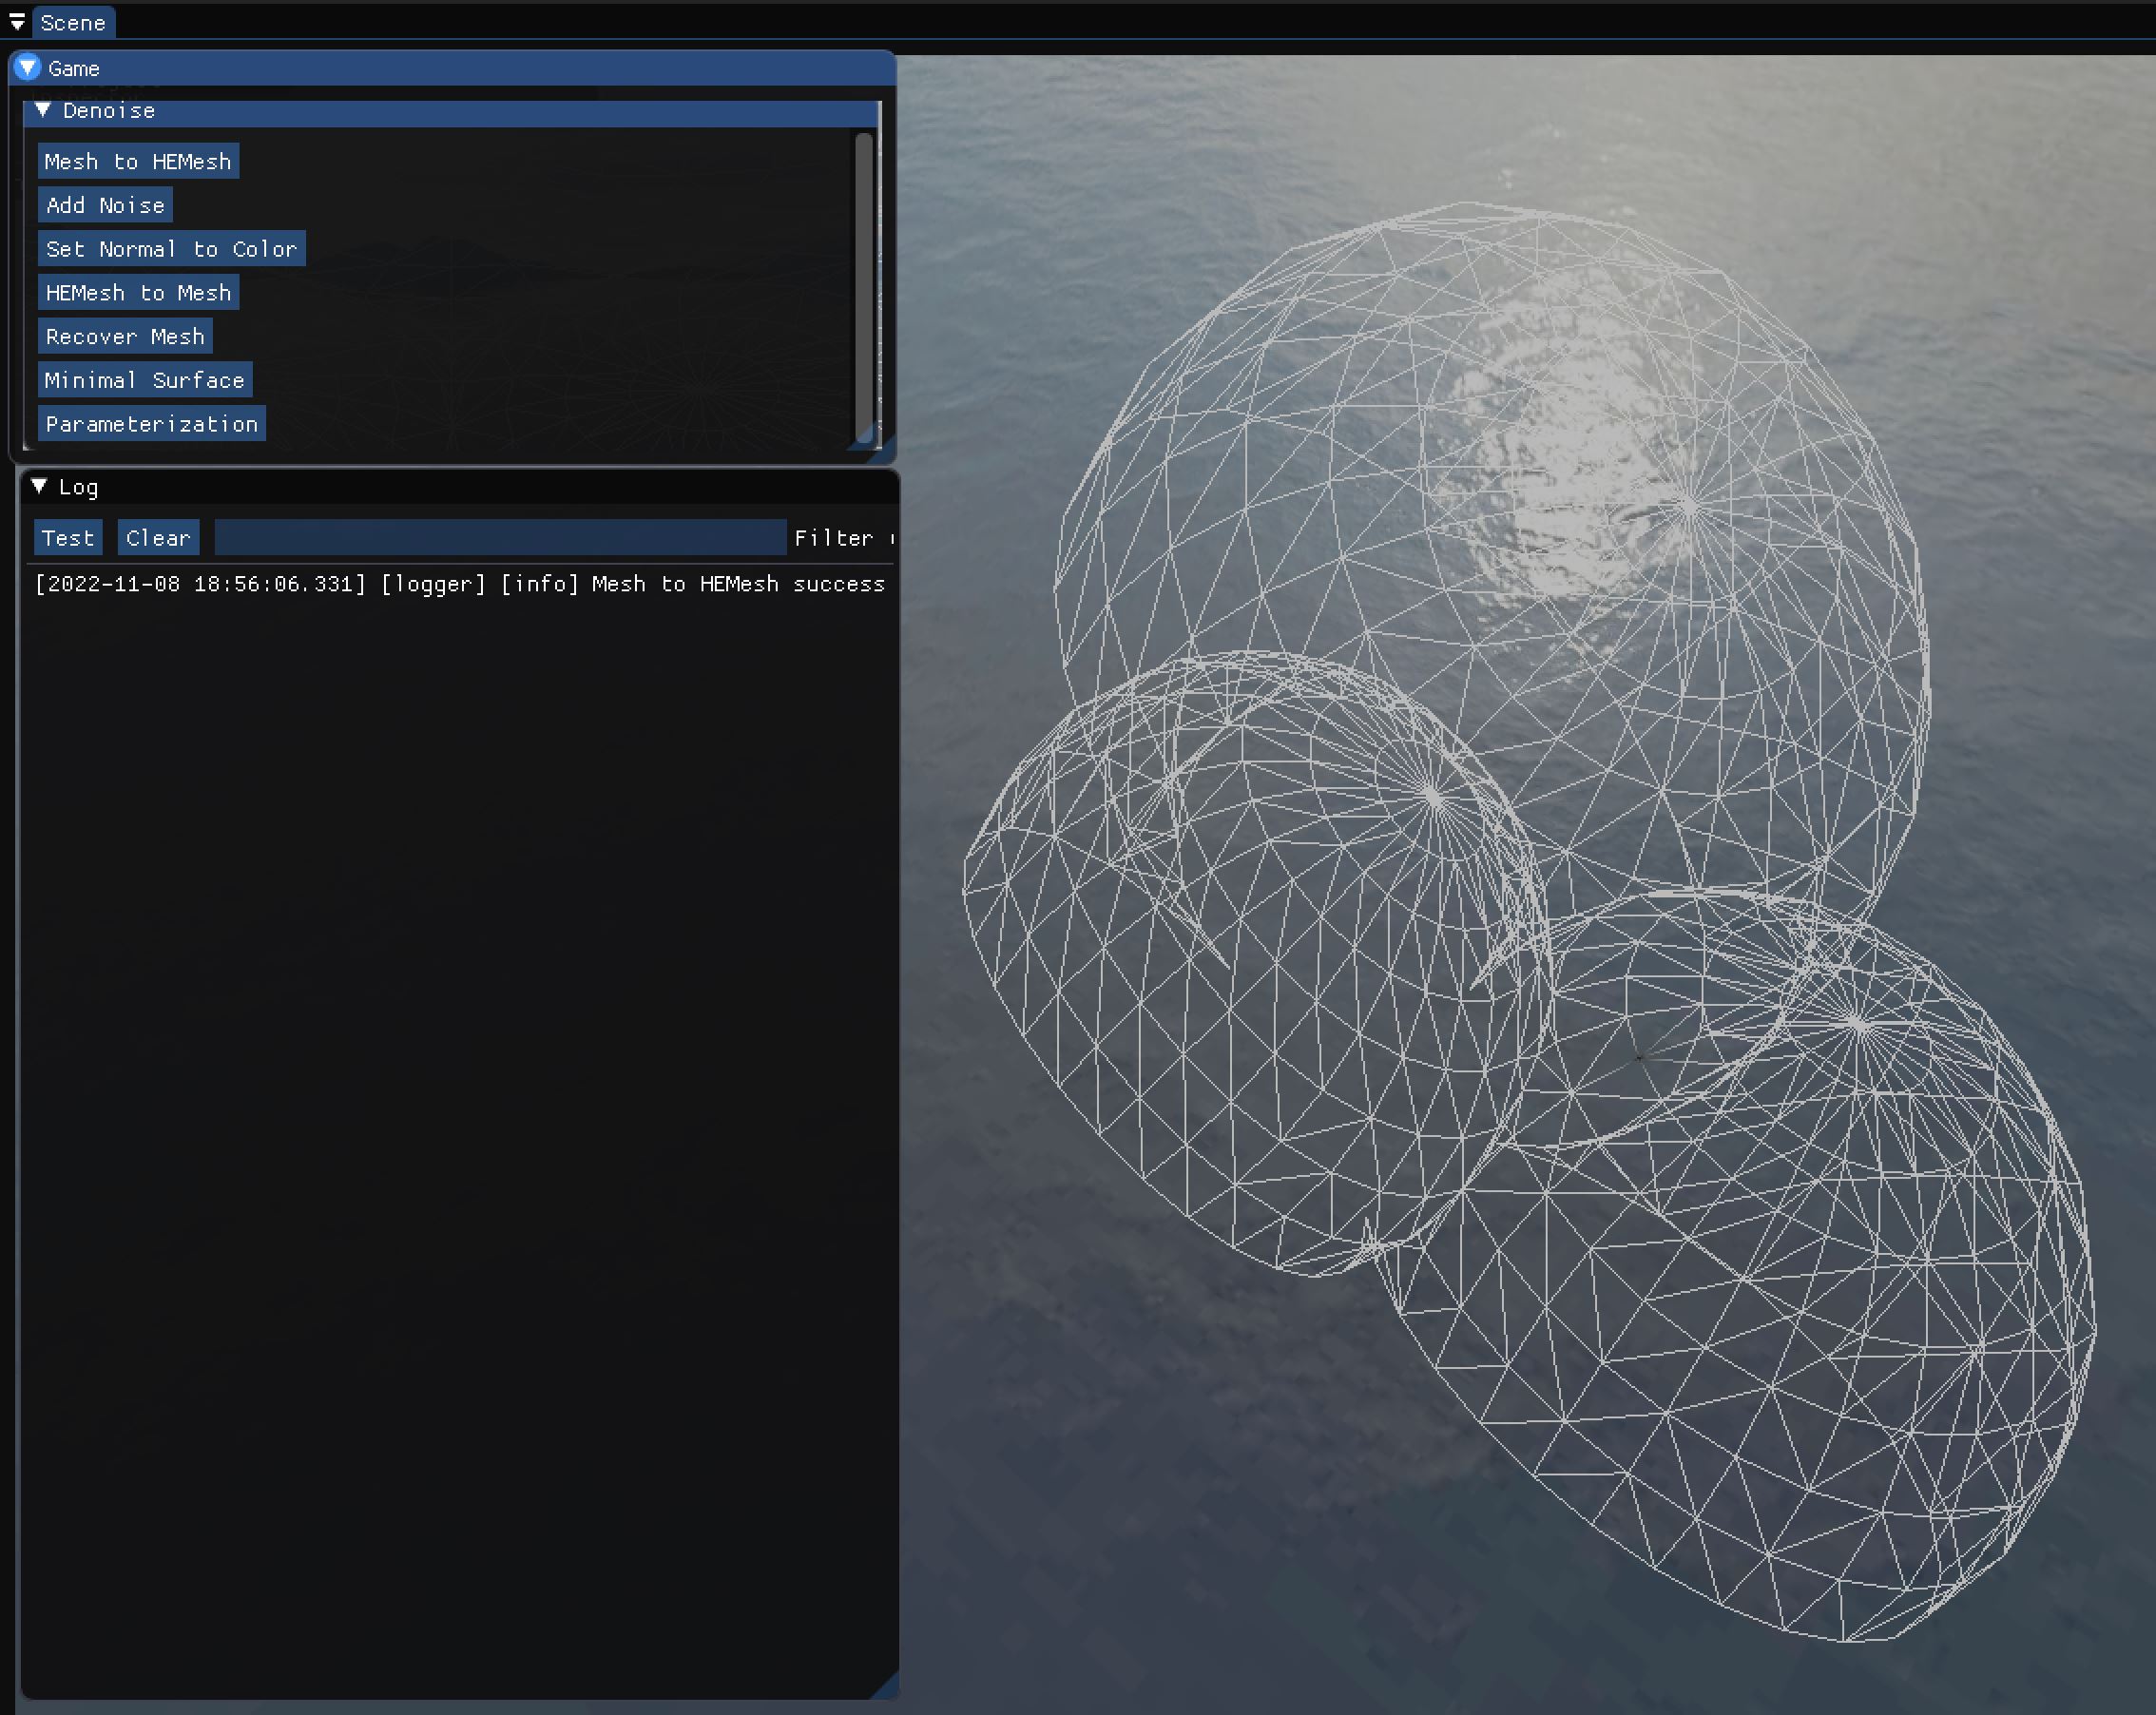 Scene
Game
Denoise
Mesh to HEMesh
Add Noise
Set Normal to Color
HEMesh to Mesh
Recover Mesh
Minimal Surface
Parameterization
Log
Test Clear Filter
[2022-11-08 18:56:06.331] [logger] [info] Mesh to HEMesh success